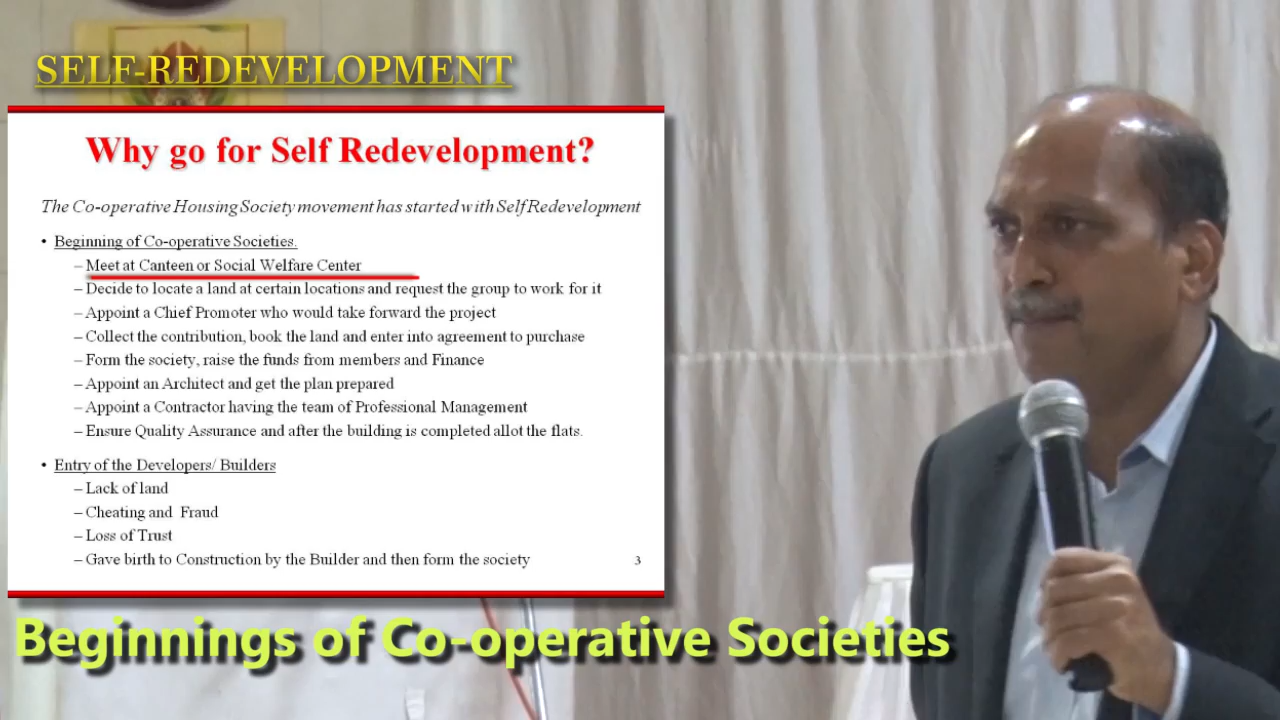 SELF-REDEVELOPMENT
Why go for Self Redevelopment?
The Co-operative Housing Society movement has started with Self Redevelopment
• Beginning of Co-operative Societies.
– Meet at Canteen or Social Welfare Center
– Decide to locate a land at certain locations and request the group to work for it
– Appoint a Chief Promoter who would take forward the project
– Collect the contribution, book the land and enter into agreement to purchase
– Form the society, raise the funds from members and Finance
– Appoint an Architect and get the plan prepared
– Appoint a Contractor having the team of Professional Management
– Ensure Quality Assurance and after the building is completed allot the flats.
• Entry of the Developers/ Builders
– Lack of land
– Cheating and Fraud
– Loss of Trust
– Gave birth to Construction by the Builder and then form the society
3
Beginnings of Co-operative Societies